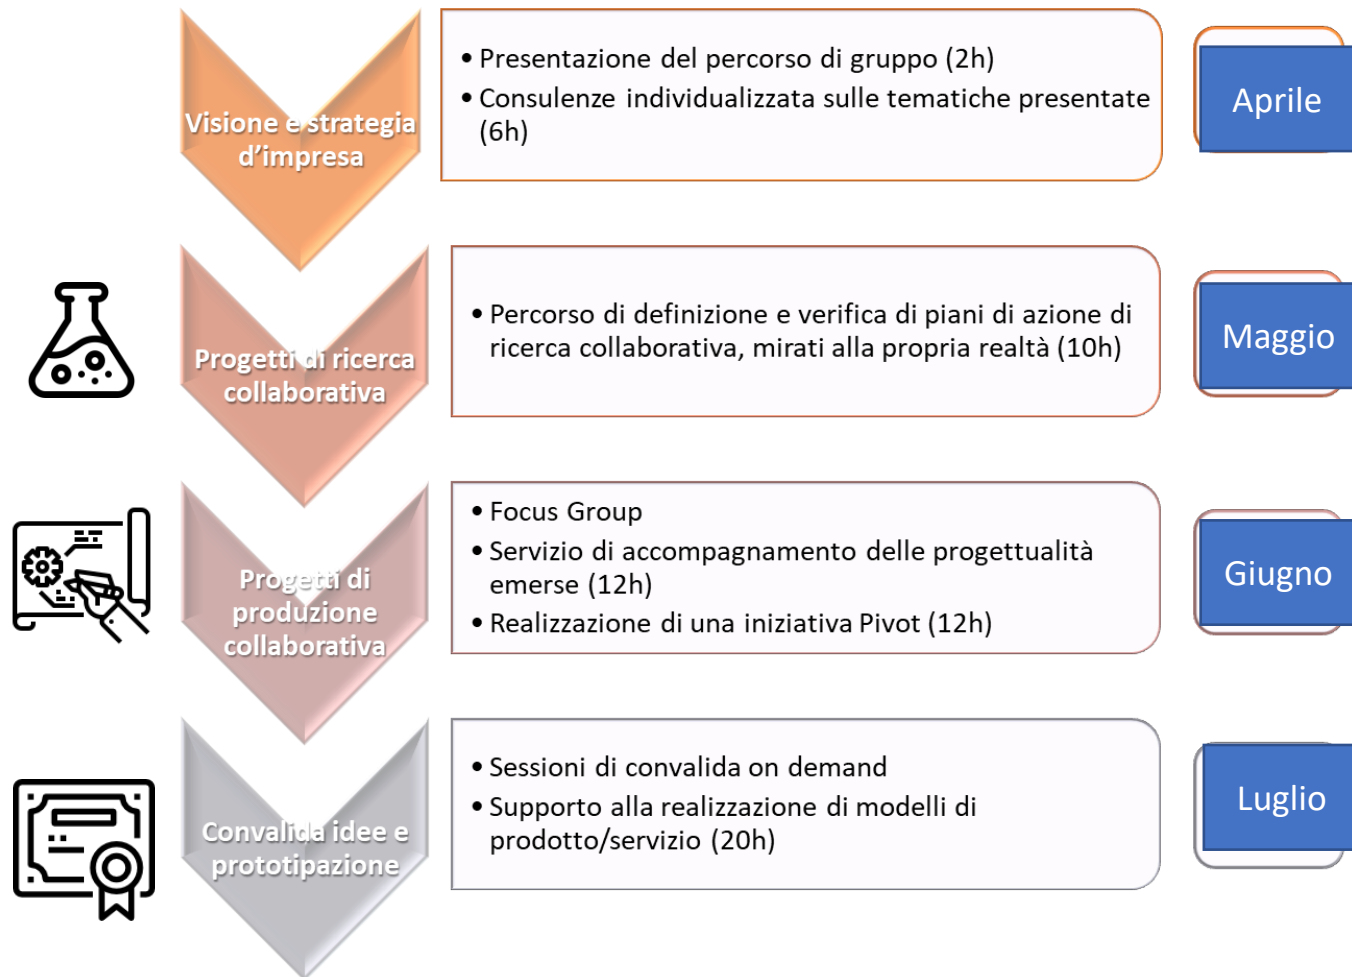 Visione e strategia
d'impresa
• Presentazione del percorso di gruppo (2h)
• Consulenze individualizzata sulle tematiche presentate
(6h)
Aprile
Progetti di ricerca
collaborativa
• Percorso di definizione e verifica di piani di azione di
ricerca collaborativa, mirati alla propria realtà (10h)
Maggio
Progetti di
produzione
collaborativa
• Focus Group
• Servizio di accompagnamento delle progettualità
emerse (12h)
• Realizzazione di una iniziativa Pivot (12h)
Giugno
Convalida idee e
prototipazione
• Sessioni di convalida on demand
• Supporto alla realizzazione di modelli di
prodotto/servizio (20h)
Luglio